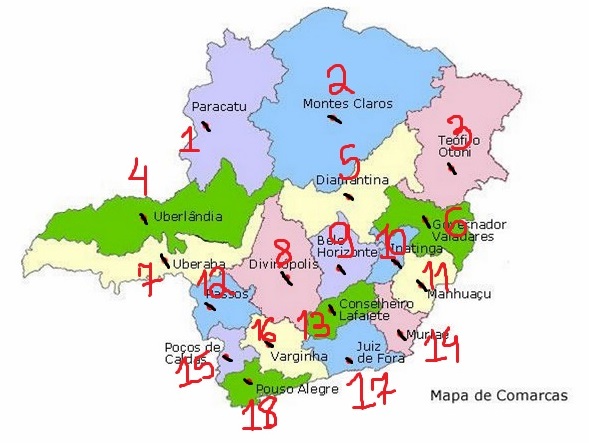 2
Montes Claros
Paracatu
1
3
Teófilo
Otoni
5
Diamantina
4
Uberlândia
6
Governador
Valadares
9
Belo
Horizonte
10
Ipatinga
8
Divinópolis
Uberaba
7
11
Manhuaçu
12
Passos
Conselheiro
Lafaiete
13
Muriaé
14
16
Varginha
Juiz
de Fora
17
Poços de
Caldas
15
Pouso Alegre
18
Mapa de Comarcas